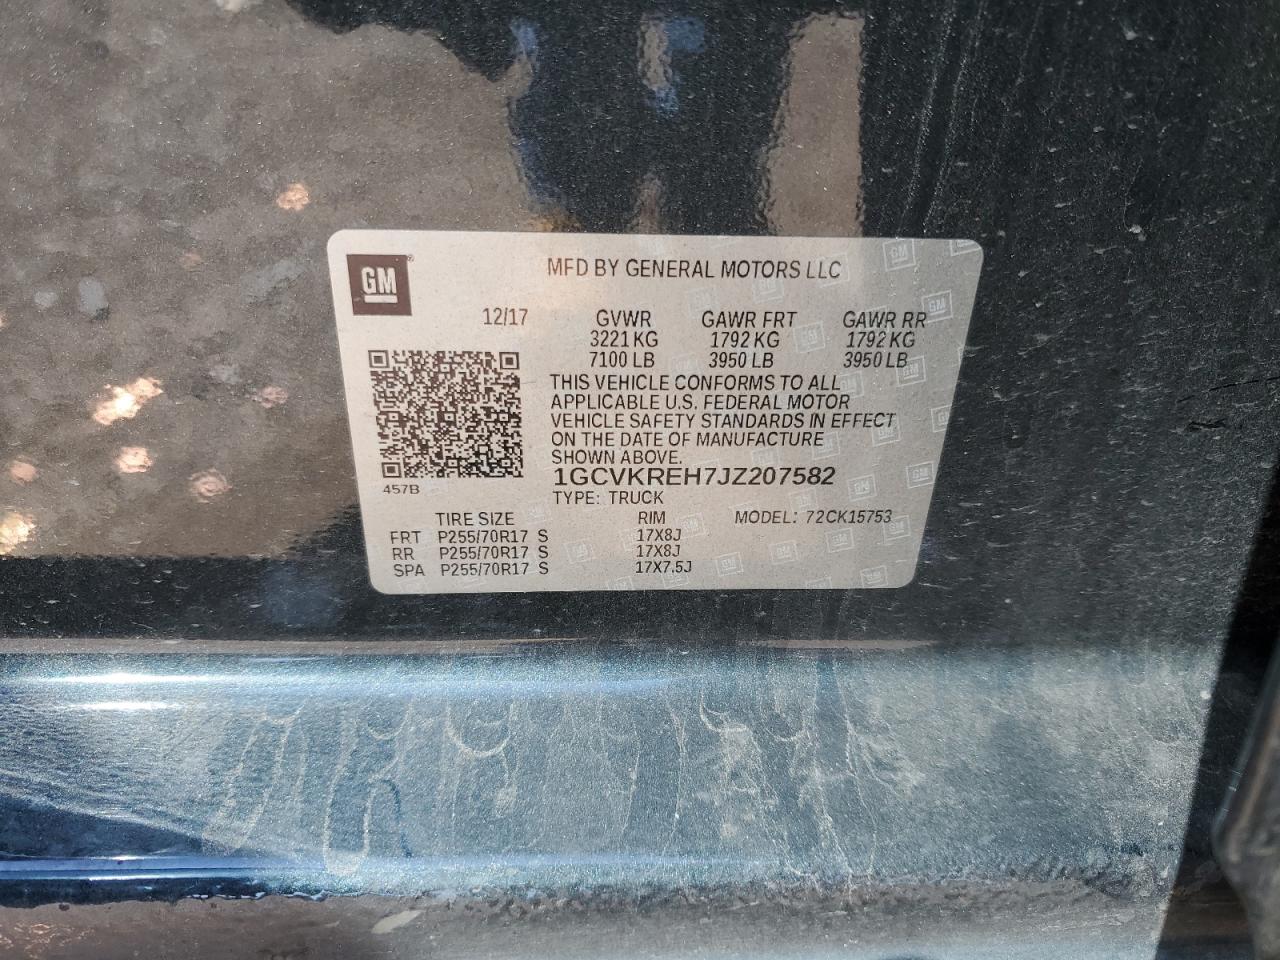 GM
MFD BY GENERAL MOTORS LLC
12/17 GVWR GAWR FRT GAWR RR
3221 KG 1792 KG 1792 KG
7100 LB 3950 LB 3950 LB
THIS VEHICLE CONFORMS TO ALL
APPLICABLE U.S. FEDERAL MOTOR
VEHICLE SAFETY STANDARDS IN EFFECT
ON THE DATE OF MANUFACTURE
SHOWN ABOVE.
457B 1GCVKREH7JZ207582
TYPE: TRUCK
TIRE SIZE RIM MODEL: 72CK15753
FRT P255/70R17 S 17X8J
RR P255/70R17 S 17X8J
SPA P255/70R17 S 17X7.5J